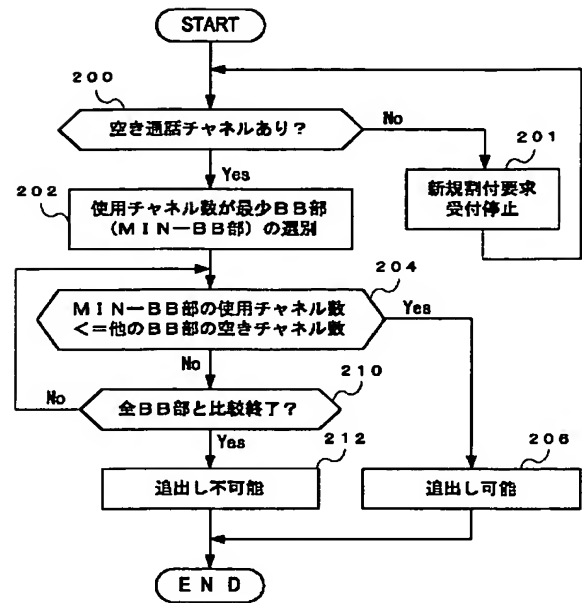 START
200
空き通話チャネルあり?
No
Yes
201
新規割付要求
受付停止
202
使用チャネル数が最少BB部
(MIN−BB部)の選別
204
MIN−BB部の使用チャネル数
<=他のBB部の空きチャネル数
Yes
No
No
210
全BB部と比較終了?
Yes
212
追出し不可能
206
追出し可能
END